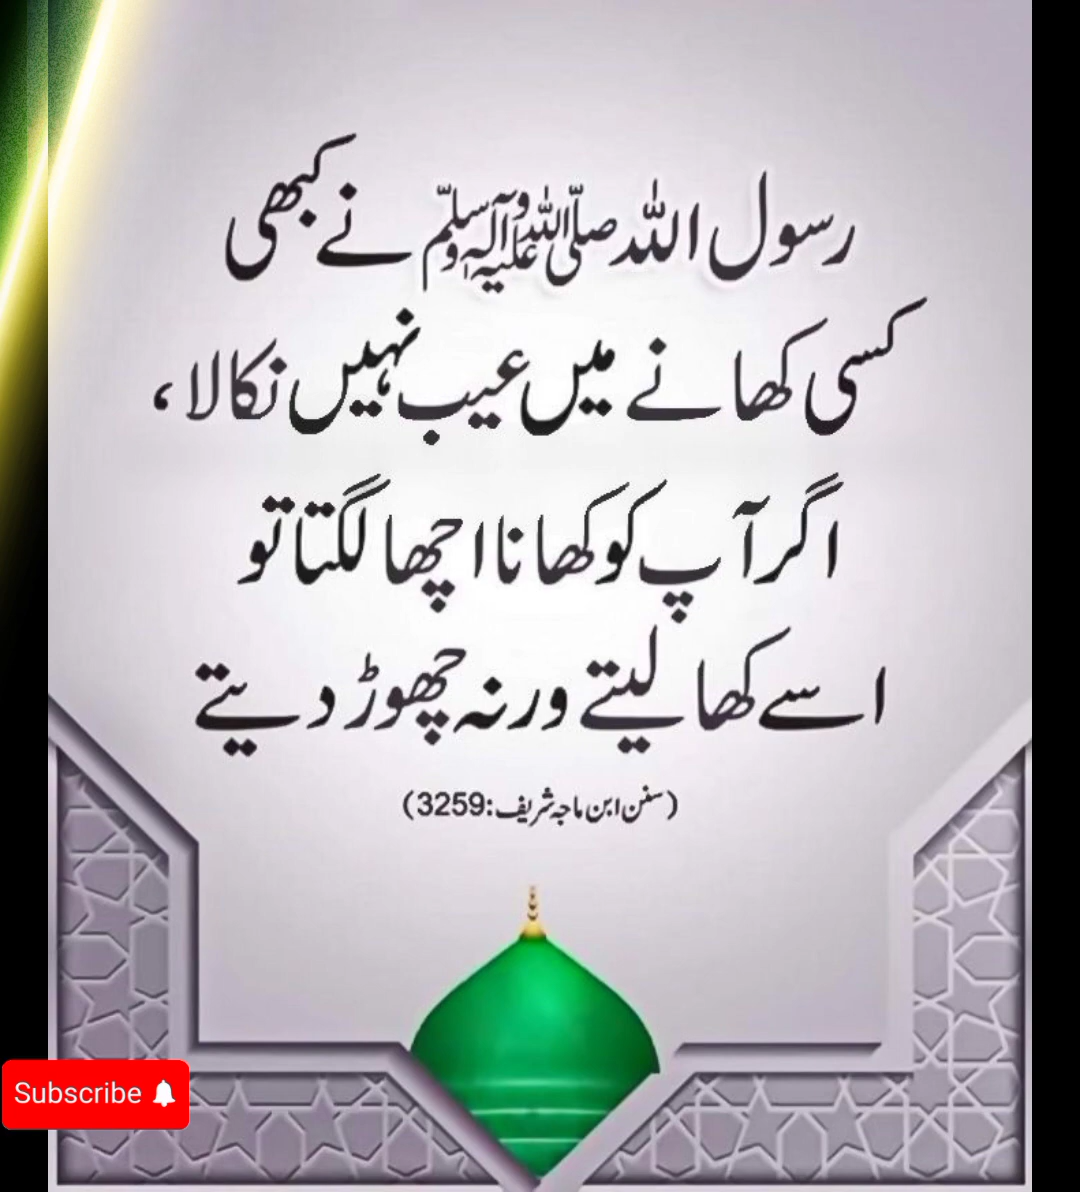 رسول اللہ صلی اللہ علیہ وآلہ وسلم نے کبھی
کسی کھانے میں عیب نہیں نکالا،
اگر آپ کو کھانا اچھا لگتا تو
اسے کھا لیتے ورنہ چھوڑ دیتے
(سنن ابن ماجہ شریف:3259)
Subscribe